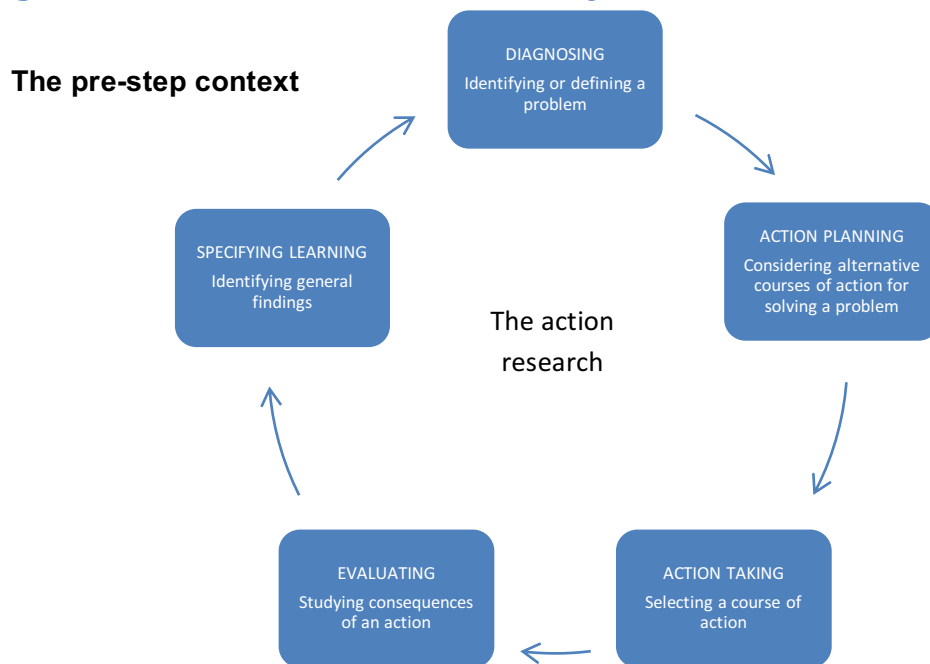 The pre-step context
DIAGNOSING
Identifying or defining a
problem
ACTION PLANNING
Considering alternative
courses of action for
solving a problem
ACTION TAKING
Selecting a course of
action
EVALUATING
Studying consequences
of an action
SPECIFYING LEARNING
Identifying general
findings
The action
research